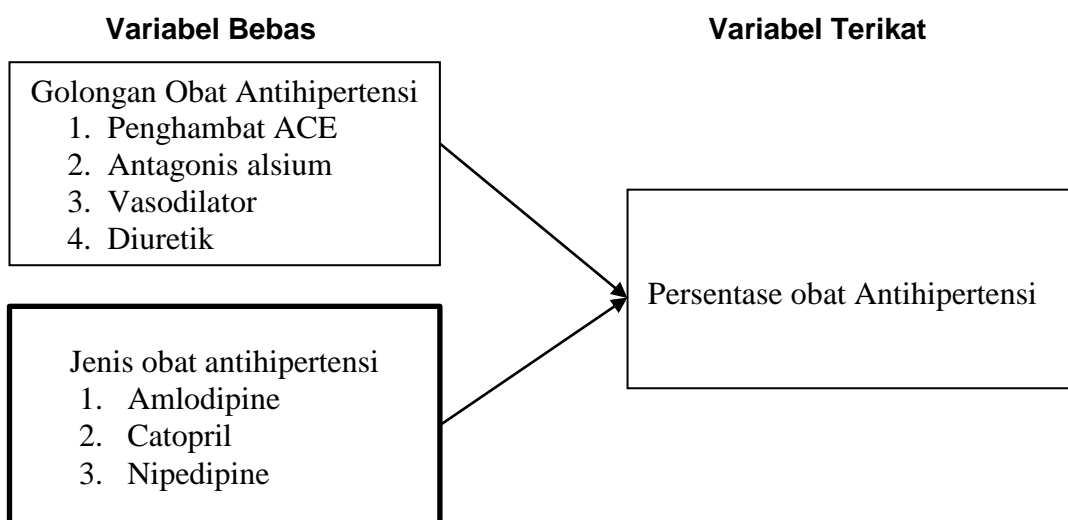 Variabel Bebas
Variabel Terikat
Golongan Obat Antihipertensi
1. Penghambat ACE
2. Antagonis alsium
3. Vasodilator
4. Diuretik
Persentase obat Antihipertensi
Jenis obat antihipertensi
1. Amlodipine
2. Catopril
3. Nipedipine